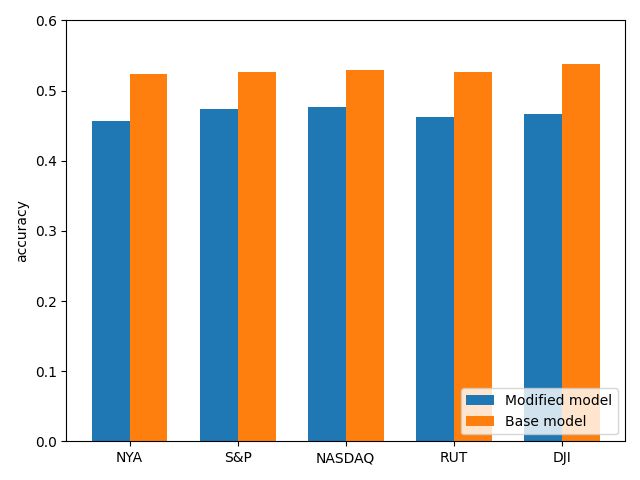 0.6
0.5
0.4
0.3
0.2
0.1
0.0
accuracy
NYA
S&P
NASDAQ
RUT
DJI
Modified model
Base model